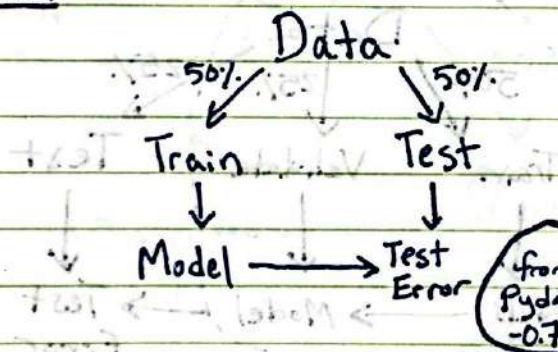 Data
50%. 50%.
Train Test
Model Test
Error
from
-0.7